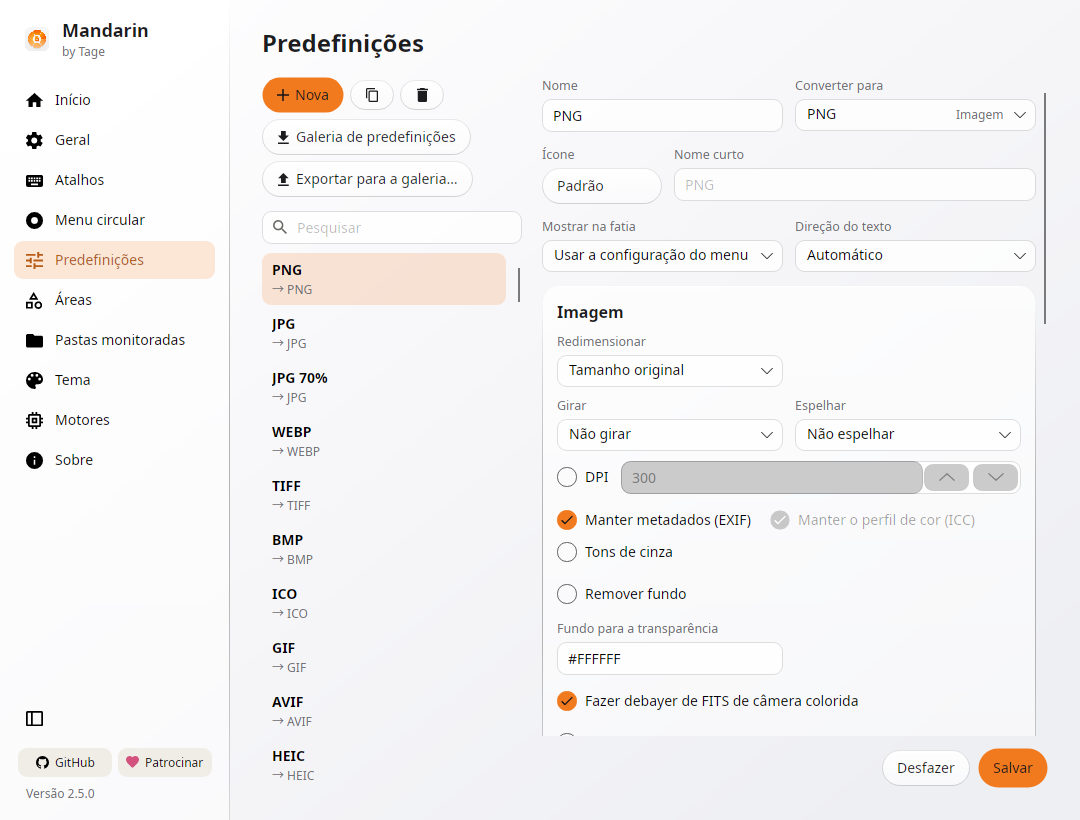 Mandarin
by Tage
Início
Geral
Atalhos
Menu circular
Predefinições
Áreas
Pastas monitoradas
Tema
Motores
Sobre
GitHub
Patrocinar
Versão 2.5.0
Predefinições
Nova
Galeria de predefinições
Exportar para a galeria...
Pesquisar
PNG
→ PNG
JPG
→ JPG
JPG 70%
→ JPG
WEBP
→ WEBP
TIFF
→ TIFF
BMP
→ BMP
ICO
→ ICO
GIF
→ GIF
AVIF
→ AVIF
HEIC
→ HEIC
Nome
Converter para
PNG
PNG Imagem
Ícone
Nome curto
Padrão
PNG
Mostrar na fatia
Direção do texto
Usar a configuração do menu
Automático
Imagem
Redimensionar
Tamanho original
Girar
Espelhar
Não girar
Não espelhar
DPI
300
Manter metadados (EXIF)
Manter o perfil de cor (ICC)
Tons de cinza
Remover fundo
Fundo para a transparência
#FFFFFF
Fazer debayer de FITS de câmera colorida
Desfazer
Salvar